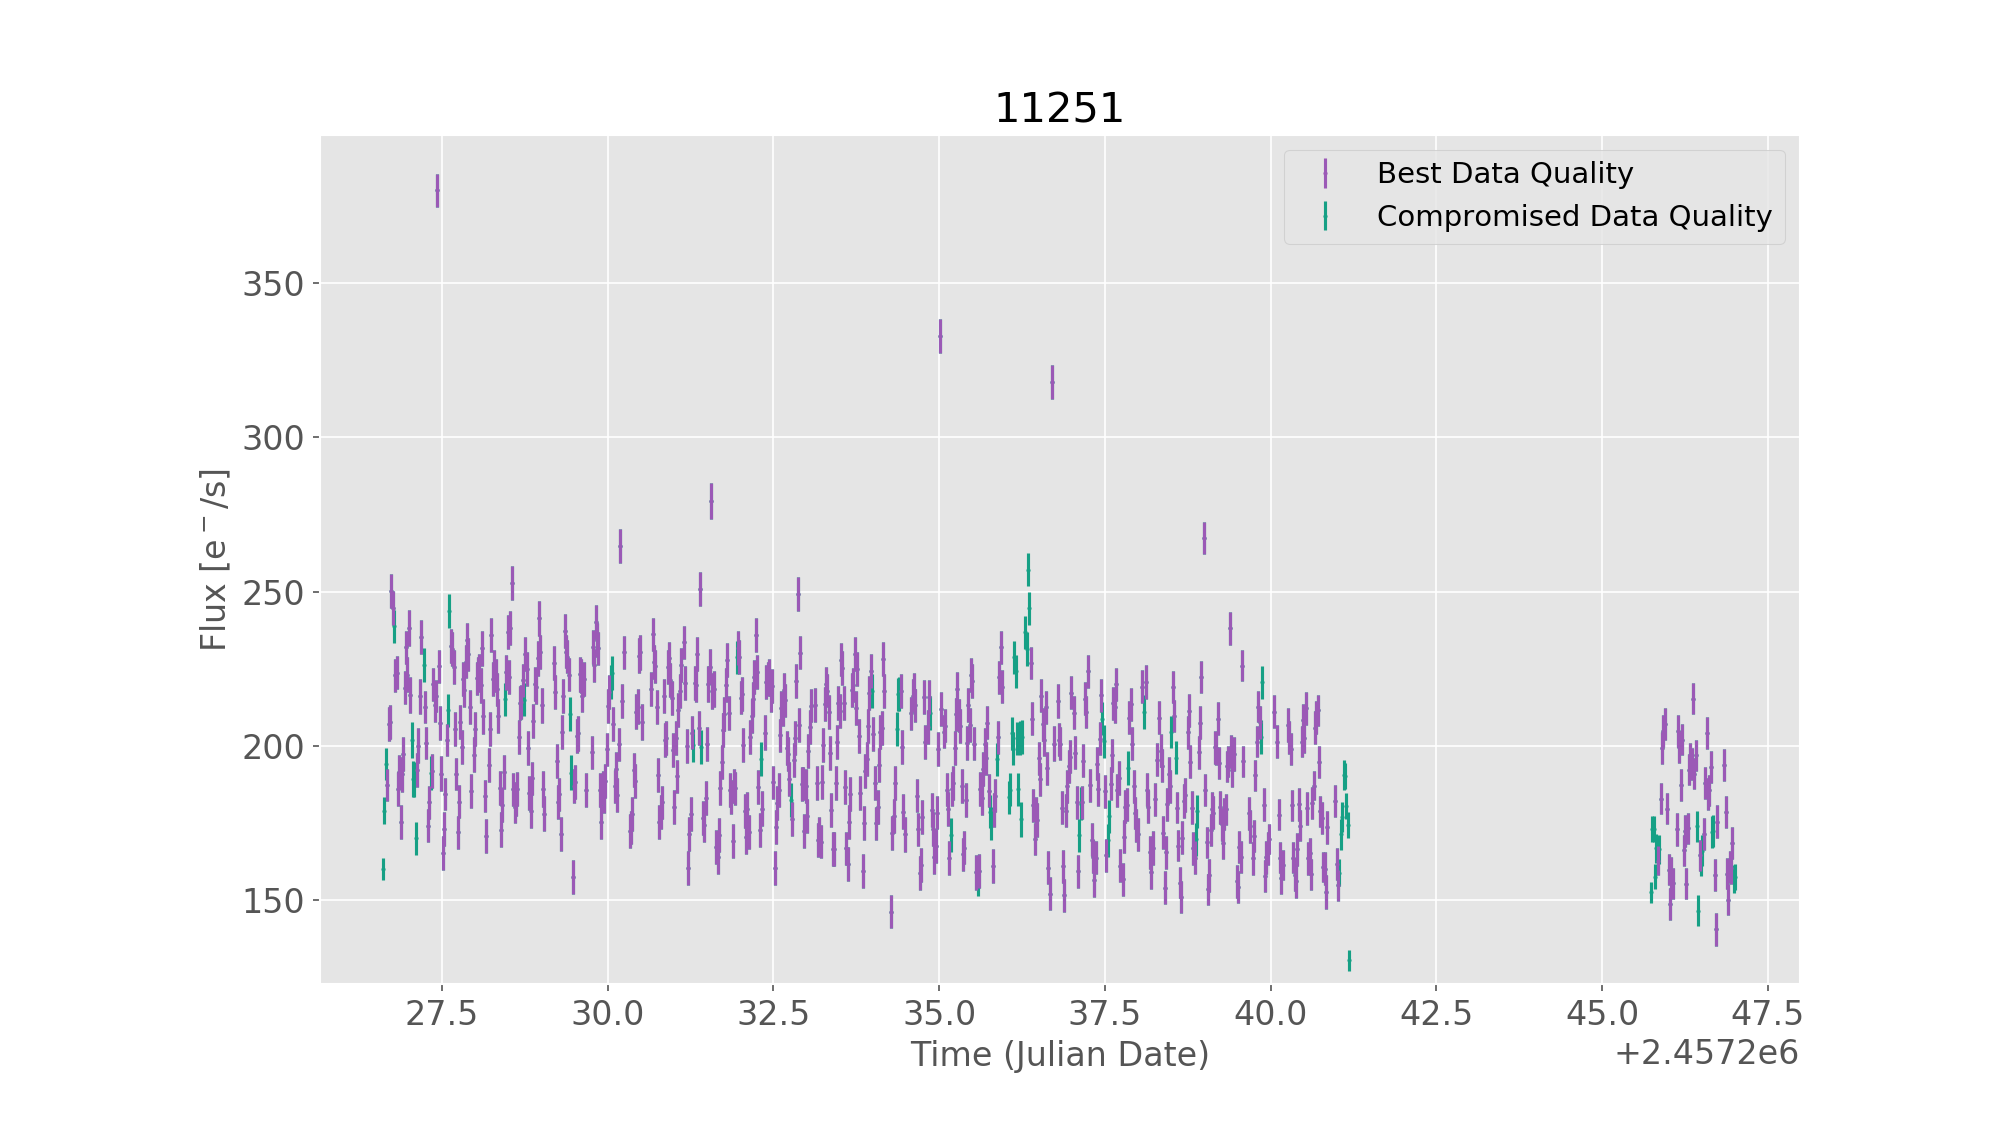 11251
Best Data Quality
Compromised Data Quality
350
300
250
200
150
Flux [e⁻/s]
27.5 30.0 32.5 35.0 37.5 40.0 42.5 45.0 47.5
Time (Julian Date)
+2.4572e6